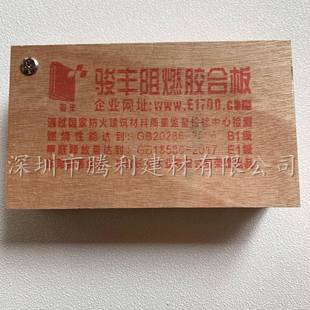 骏丰阻燃胶合板
骏丰
企业网址:www.E1700.com
通过国家防火建筑材料质量监督检验中心检测
燃烧性能达到: B1级
甲醛释放量达到: GB18580-2017 E1级
深圳市腾利建材有限公司